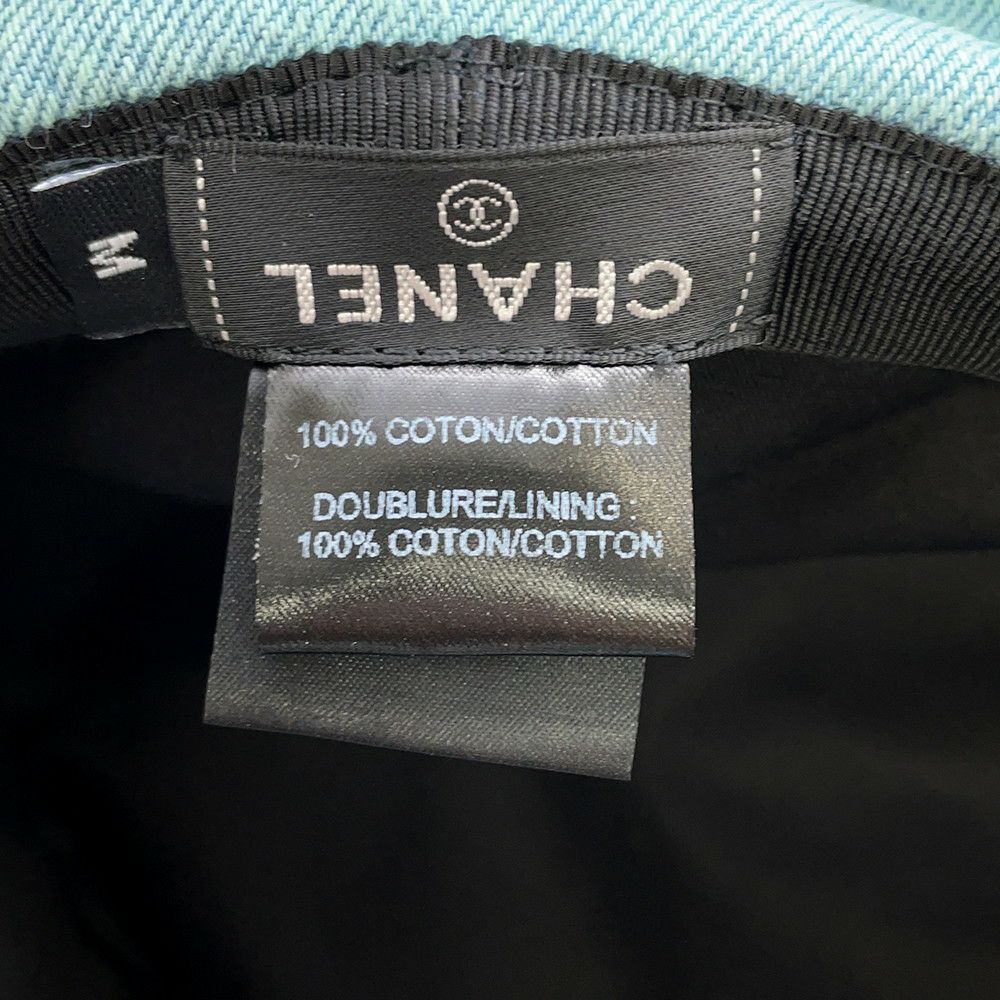 M
CHANEL
100% COTON/COTTON
DOUBLURE/LINING :
100% COTON/COTTON